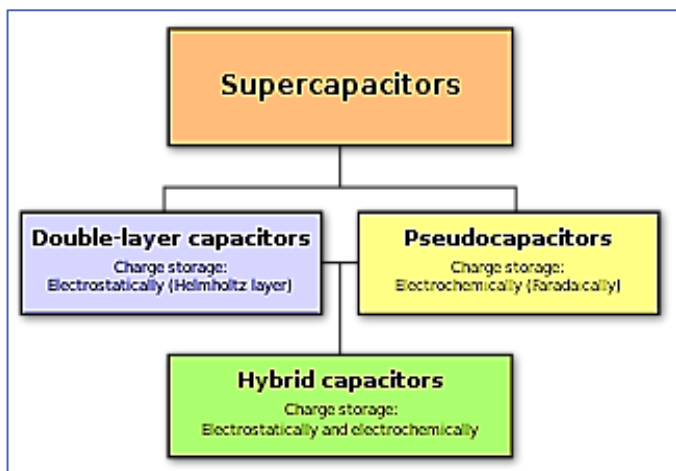 Supercapacitors
Double-layer capacitors
Charge storage:
Electrostatically (Helmholtz layer)
Pseudocapacitors
Charge storage:
Electrochemically (Faradaically)
Hybrid capacitors
Charge storage:
Electrostatically and electrochemically